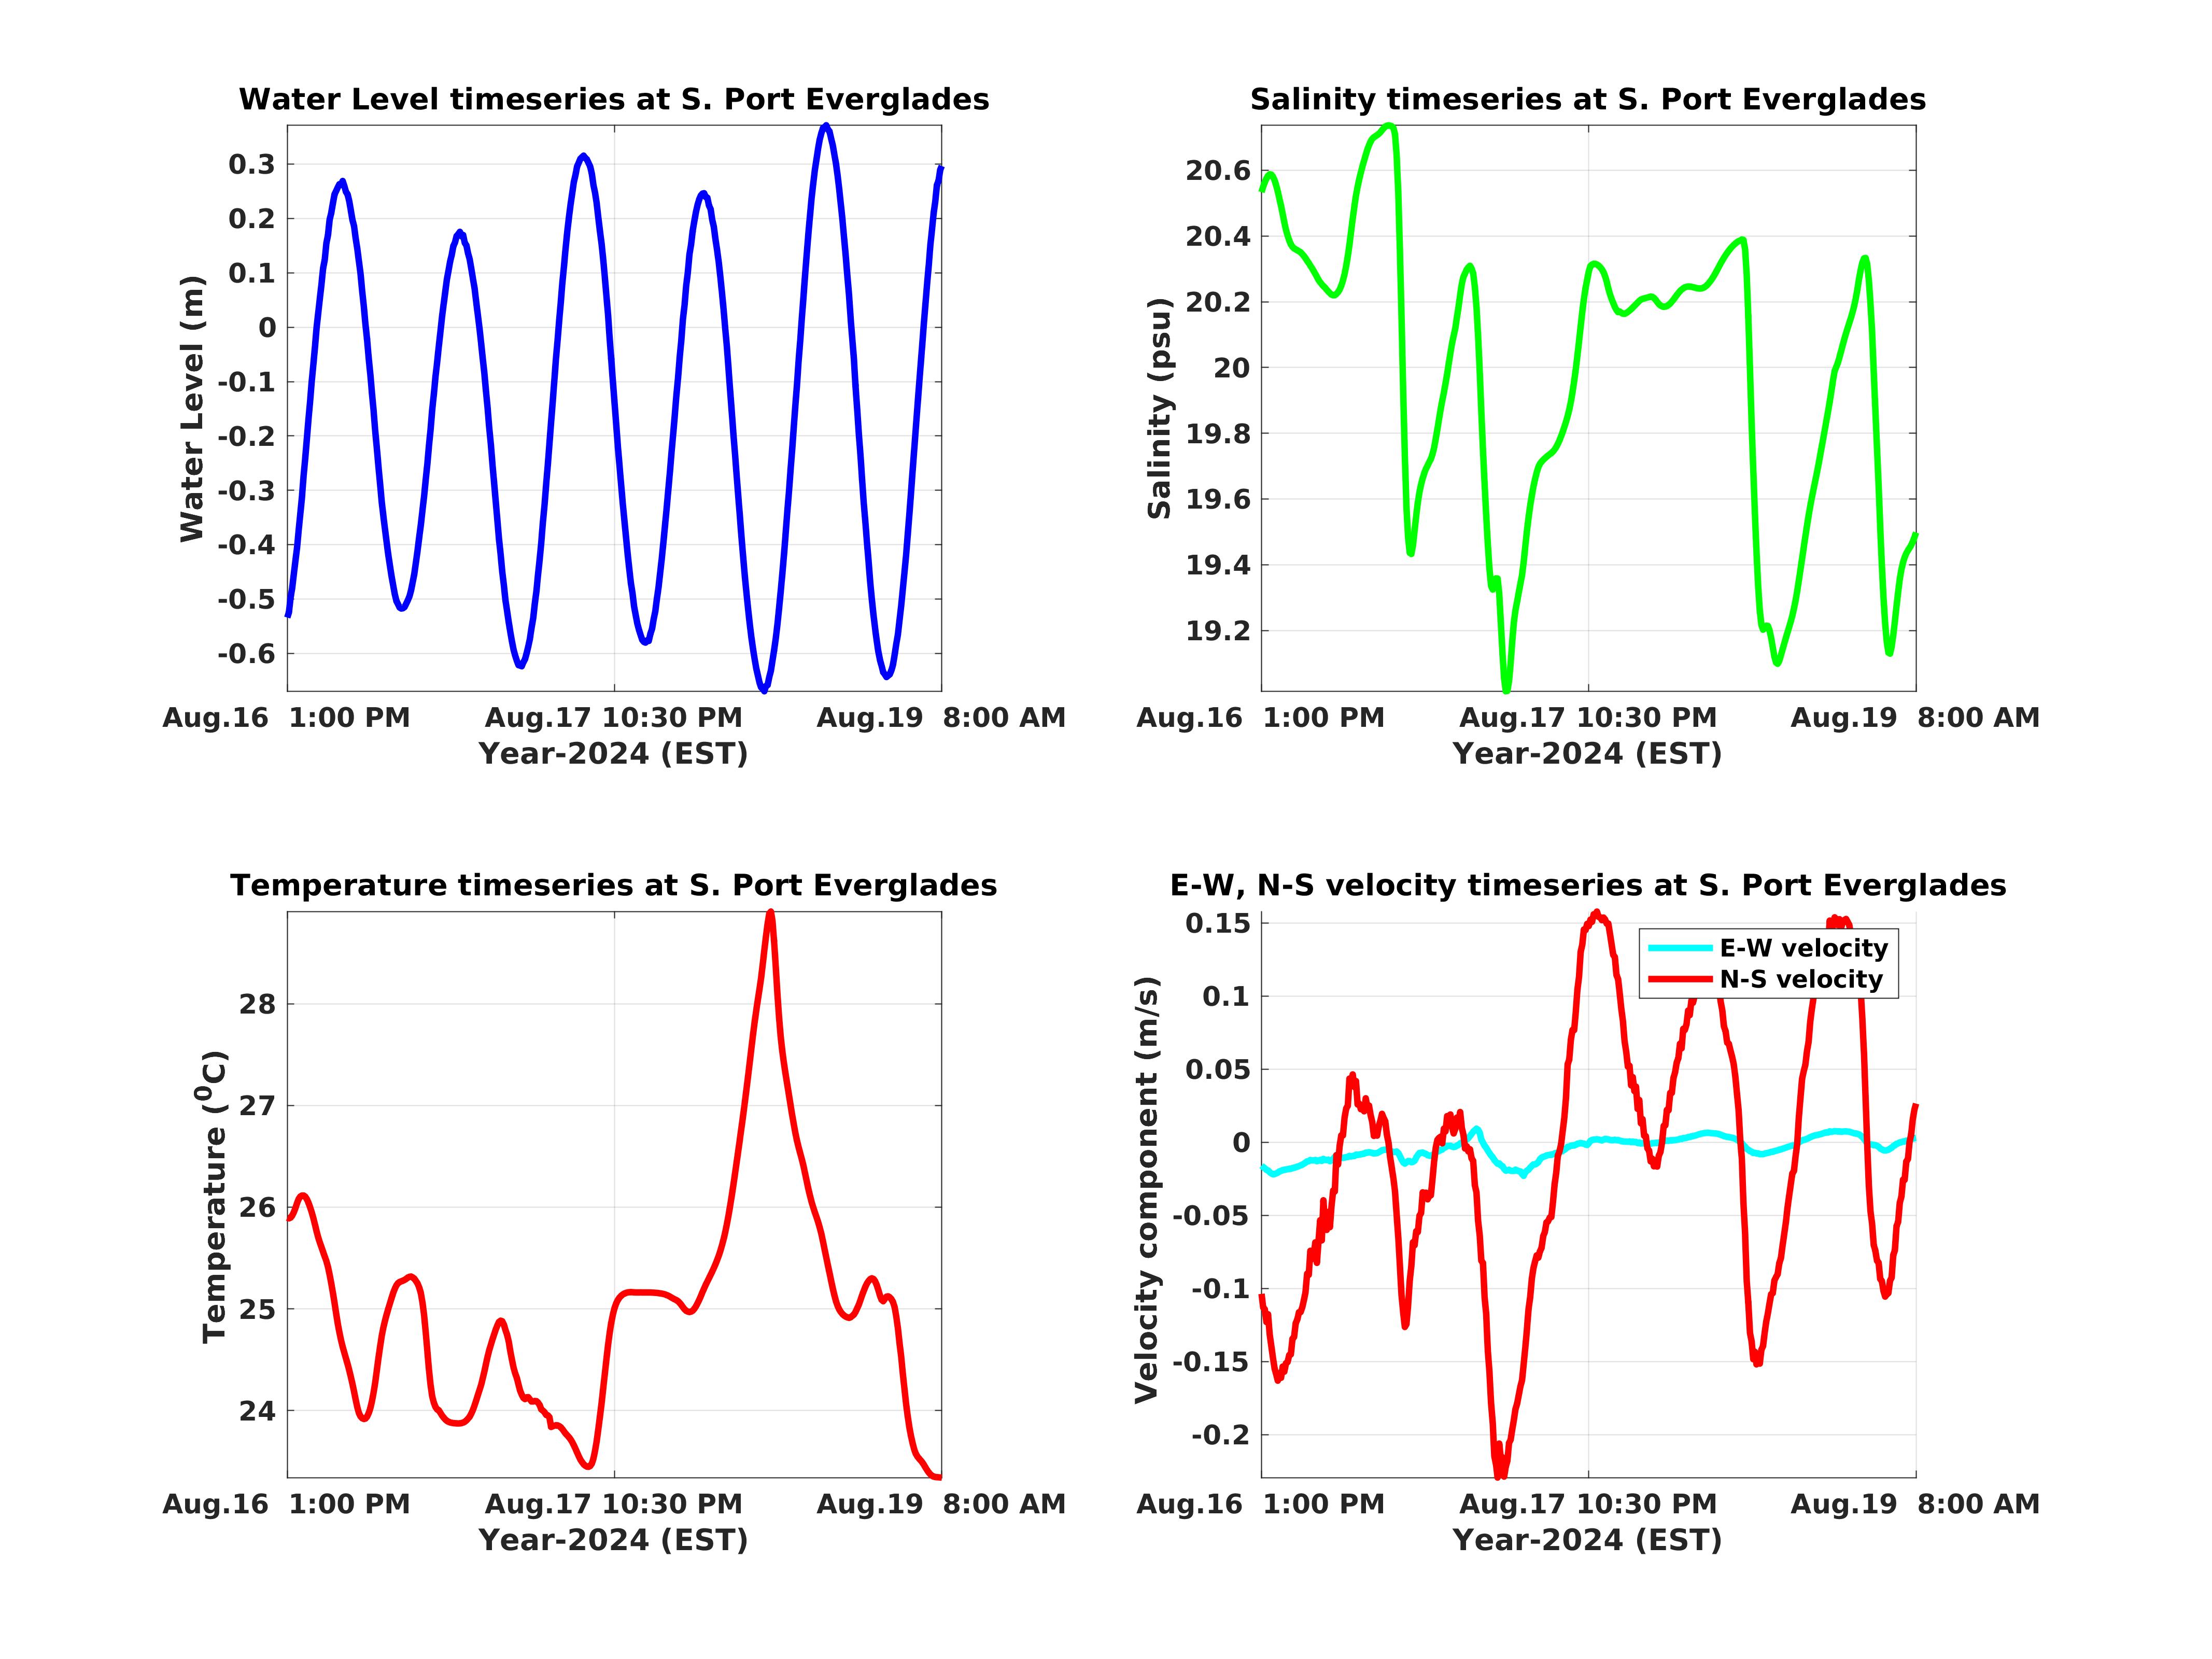 Water Level timeseries at S. Port Everglades
Water Level (m)
0.3
0.2
0.1
0
-0.1
-0.2
-0.3
-0.4
-0.5
-0.6
Aug.16 1:00 PM Aug.17 10:30 PM Aug.19 8:00 AM
Year-2024 (EST)
Salinity timeseries at S. Port Everglades
Salinity (psu)
20.6
20.4
20.2
20
19.8
19.6
19.4
19.2
Aug.16 1:00 PM Aug.17 10:30 PM Aug.19 8:00 AM
Year-2024 (EST)
Temperature timeseries at S. Port Everglades
Temperature (⁰C)
28
27
26
25
24
Aug.16 1:00 PM Aug.17 10:30 PM Aug.19 8:00 AM
Year-2024 (EST)
E-W, N-S velocity timeseries at S. Port Everglades
Velocity component (m/s)
0.15
0.1
0.05
0
-0.05
-0.1
-0.15
-0.2
E-W velocity
N-S velocity
Aug.16 1:00 PM Aug.17 10:30 PM Aug.19 8:00 AM
Year-2024 (EST)